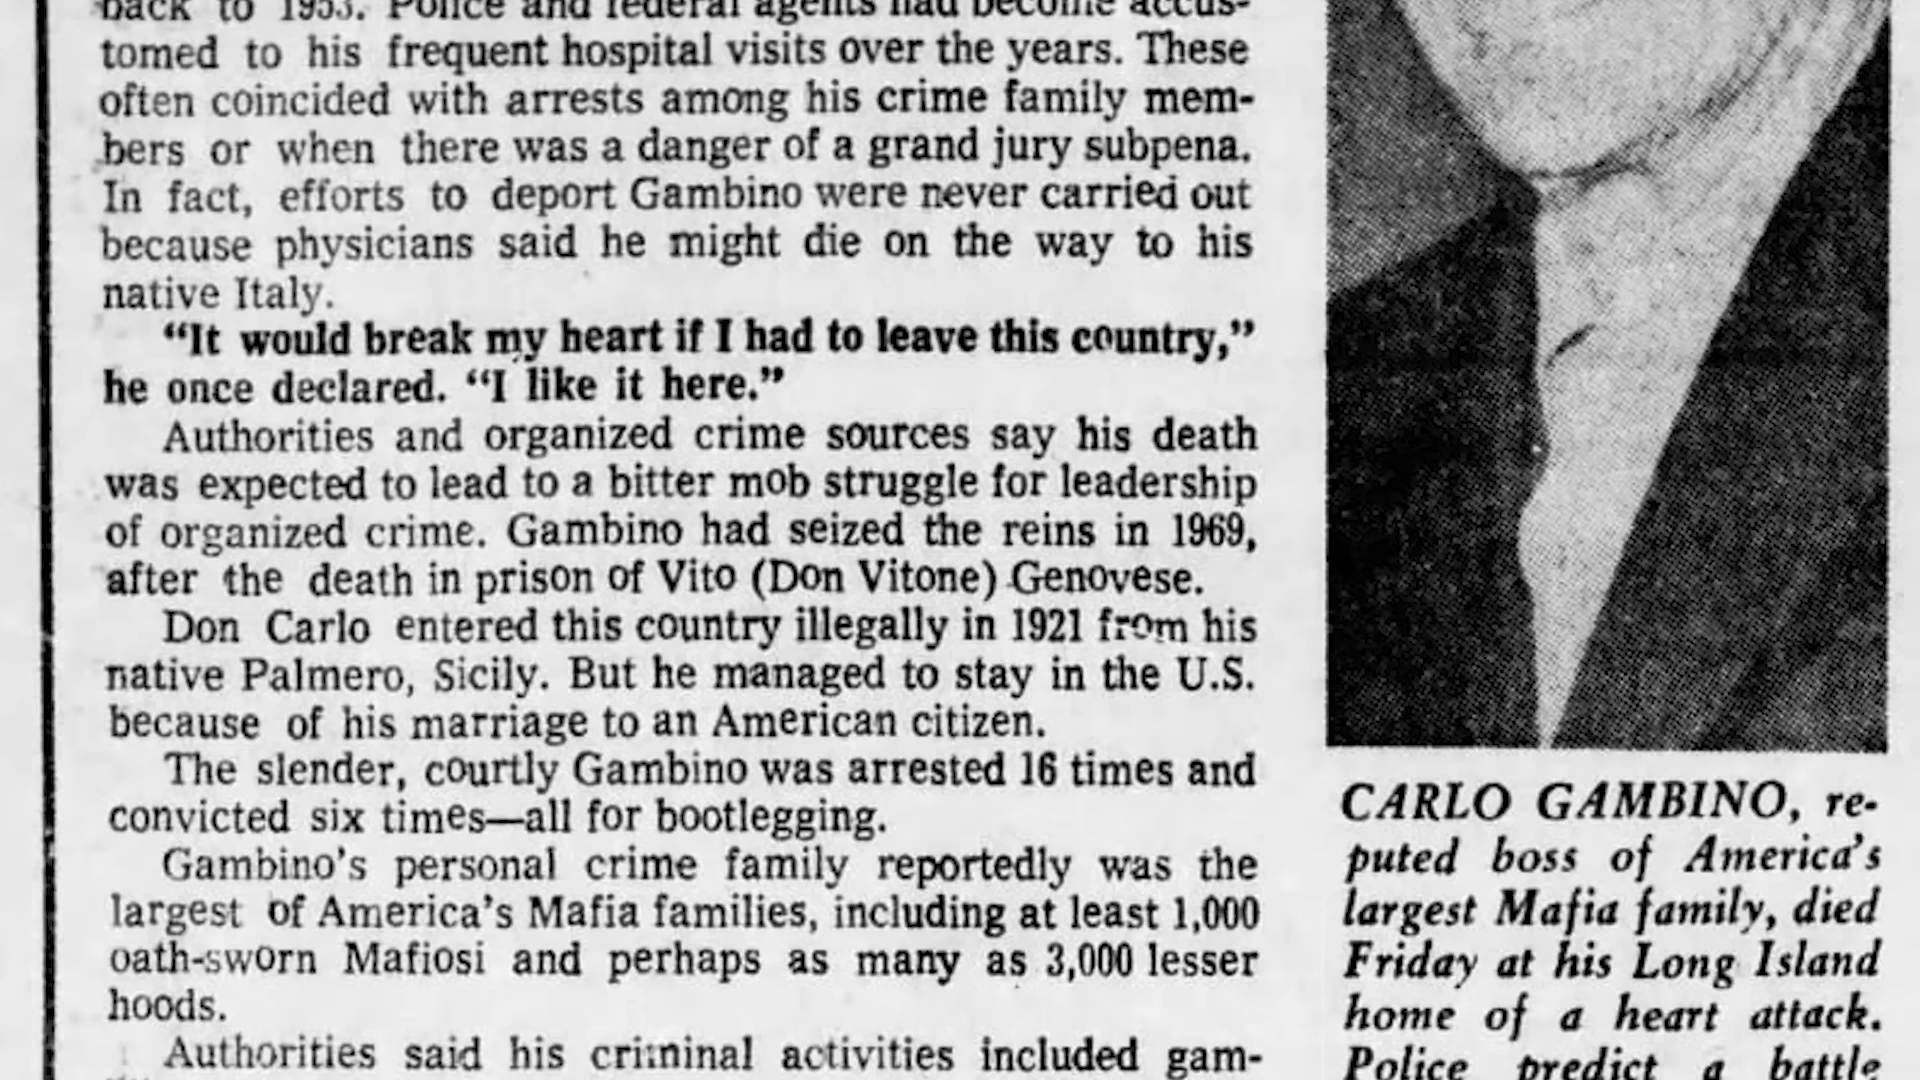 back to 1953. Police and federal agents had become accus-
tomed to his frequent hospital visits over the years. These
often coincided with arrests among his crime family mem-
bers or when there was a danger of a grand jury subpena.
In fact, efforts to deport Gambino were never carried out
because physicians said he might die on the way to his
native Italy.
“It would break my heart if I had to leave this country,”
he once declared. “I like it here.”
Authorities and organized crime sources say his death
was expected to lead to a bitter mob struggle for leadership
of organized crime. Gambino had seized the reins in 1969,
after the death in prison of Vito (Don Vitone) Genovese.
Don Carlo entered this country illegally in 1921 from his
native Palmero, Sicily. But he managed to stay in the U.S.
because of his marriage to an American citizen.
The slender, courtly Gambino was arrested 16 times and
convicted six times—all for bootlegging.
Gambino’s personal crime family reportedly was the
largest of America’s Mafia families, including at least 1,000
oath-sworn Mafiosi and perhaps as many as 3,000 lesser
hoods.
Authorities said his criminal activities included gam-
CARLO GAMBINO, re-
puted boss of America’s
largest Mafia family, died
Friday at his Long Island
home of a heart attack.
Police predict a battle